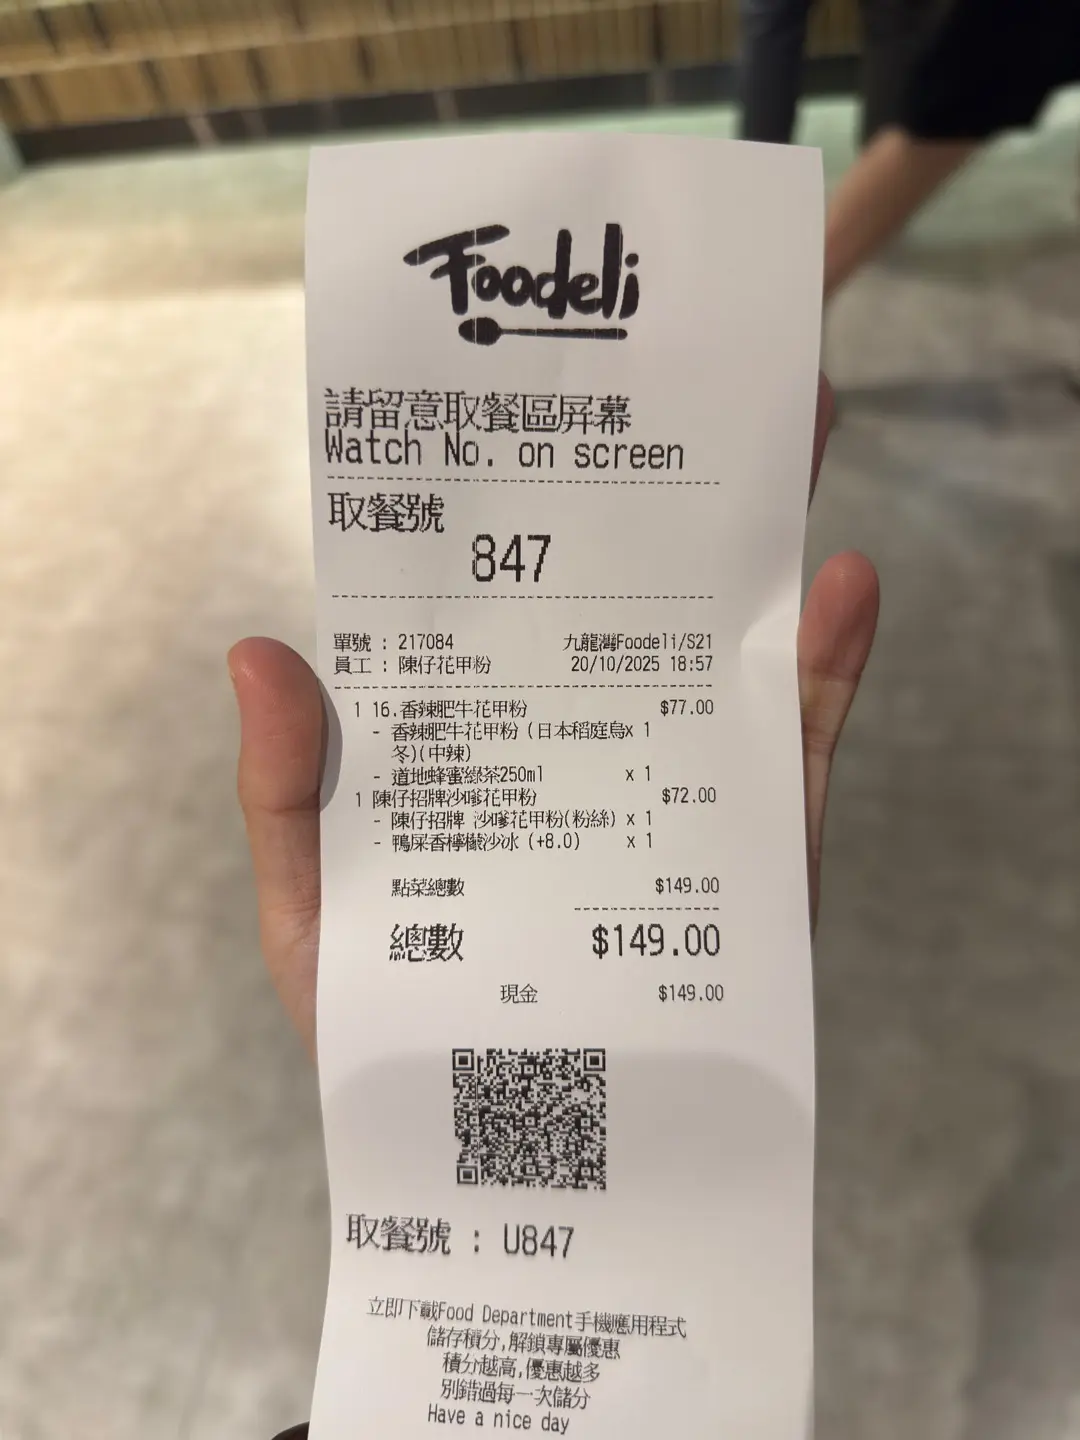 Foodeli
請留意取餐區屏幕
Watch No. on screen
取餐號
847
單號 : 217084 九龍灣Foodeli/S21
員工 : 陳仔花甲粉 20/10/2025 18:57
1 16.香辣肥牛花甲粉 $77.00
- 香辣肥牛花甲粉 (日本稻庭烏x 1
冬)(中辣)
- 道地蜂蜜綠茶250ml x 1
1 陳仔招牌沙嗲花甲粉 $72.00
- 陳仔招牌 沙嗲花甲粉(粉絲) x 1
- 鴨屎香檸檬沙冰 (+8.0) x 1
點菜總數 $149.00
總數 $149.00
現金 $149.00
取餐號 : U847
立即下載Food Department手機應用程式
儲存積分,解鎖專屬優惠
積分越高,優惠越多
別錯過每一次儲分
Have a nice day